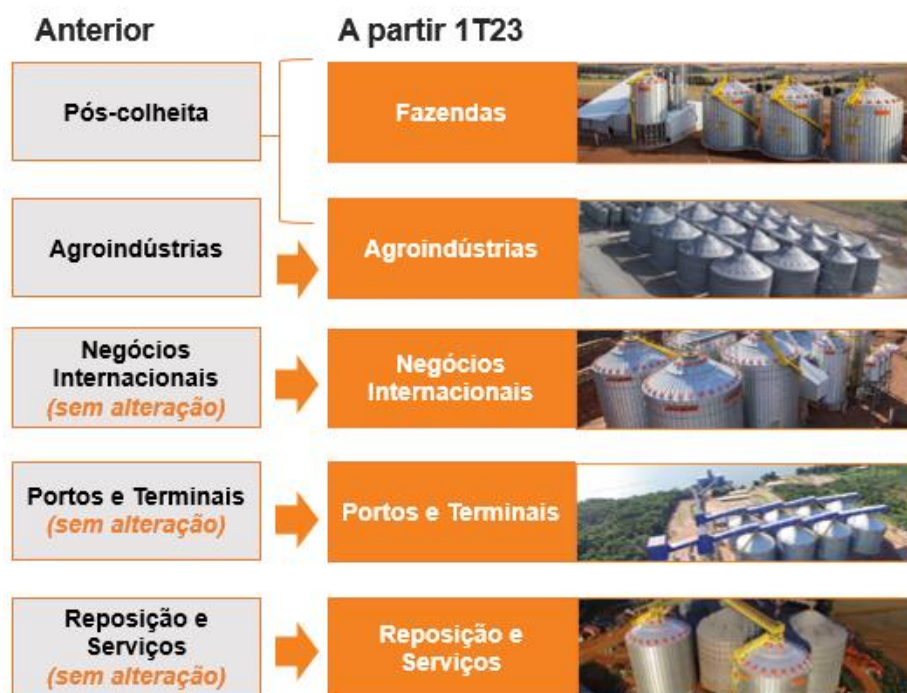 Anterior
A partir 1T23
Pós-colheita
Fazendas
Agroindústrias
Agroindústrias
Negócios
Internacionais
(sem alteração)
Negócios
Internacionais
Portos e Terminais
(sem alteração)
Portos e Terminais
Reposição e
Serviços
(sem alteração)
Reposição e
Serviços